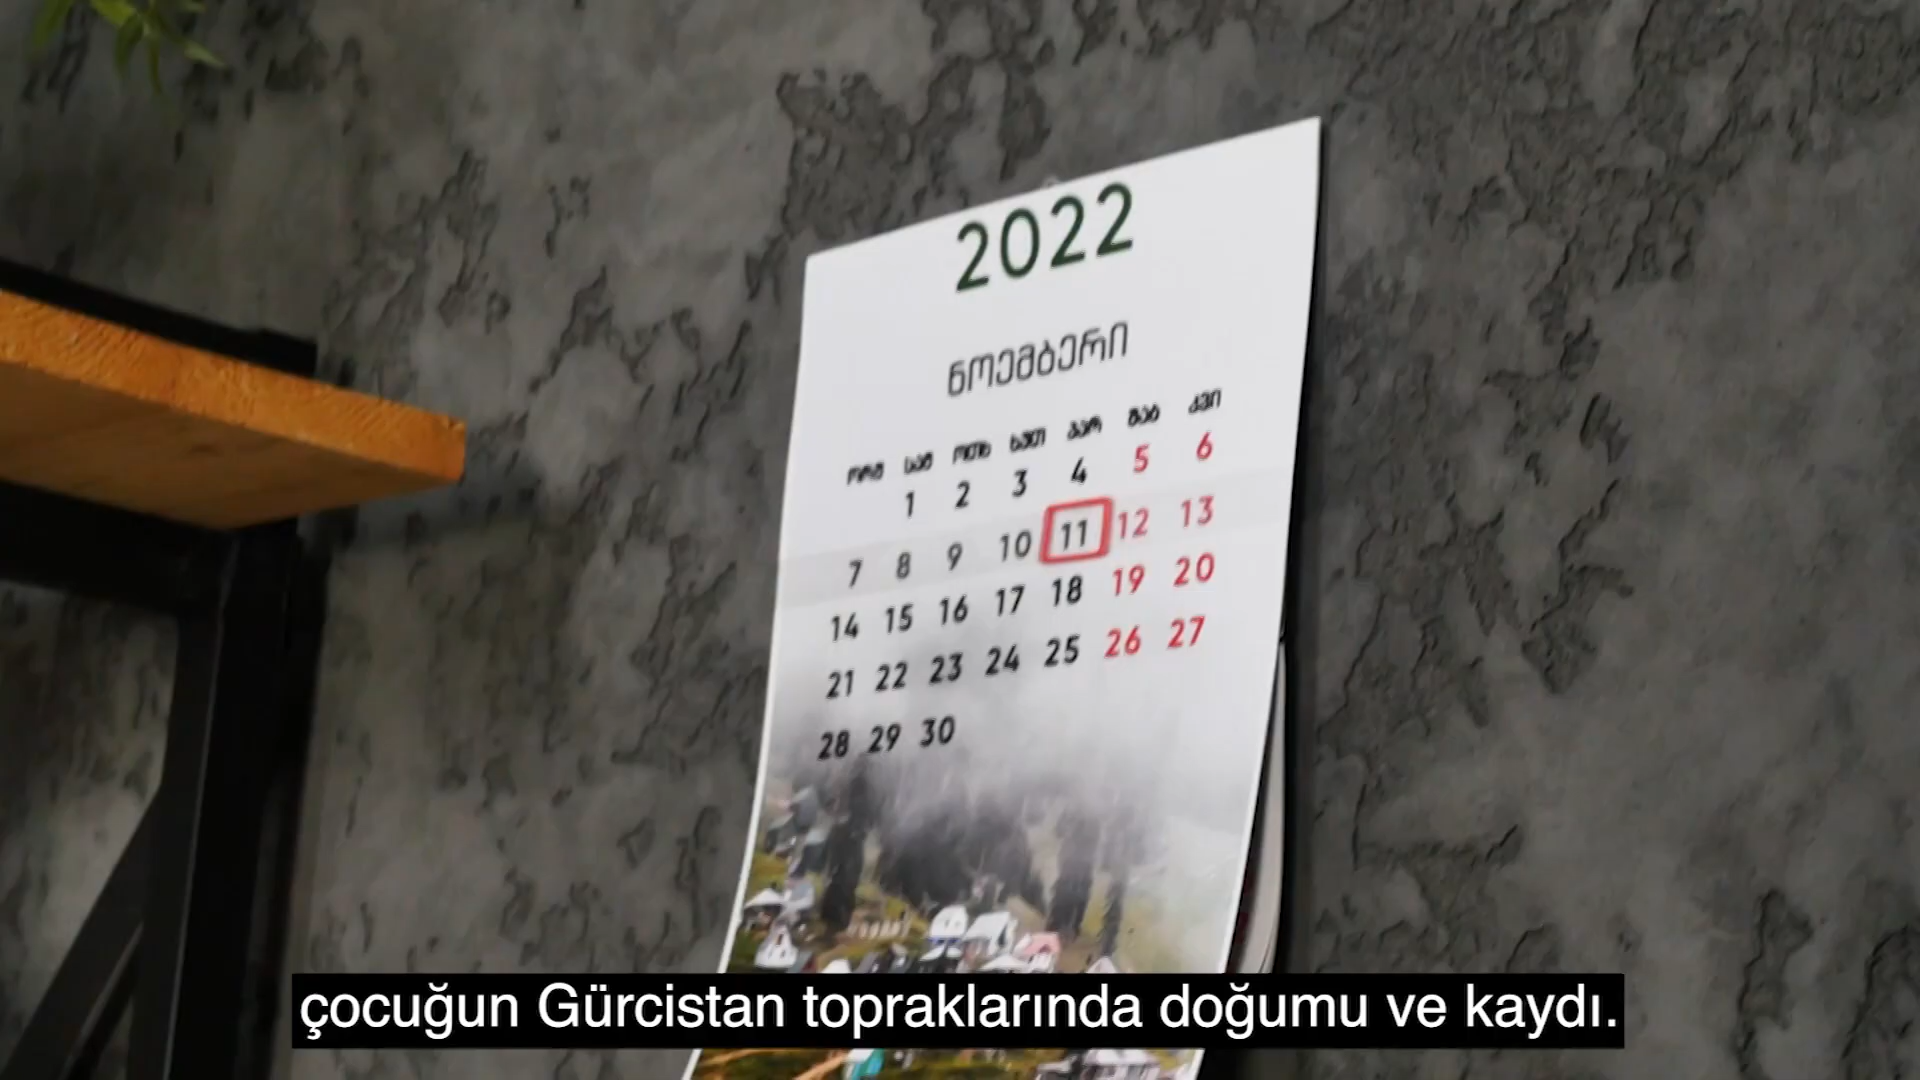 2022
ნოემბერი
ორშ სამ ოთხ ხუთ პარ შაბ კვი
1 2 3 4 5 6
7 8 9 10 11 12 13
14 15 16 17 18 19 20
21 22 23 24 25 26 27
28 29 30
çocuğun Gürcistan topraklarında doğumu ve kaydı.